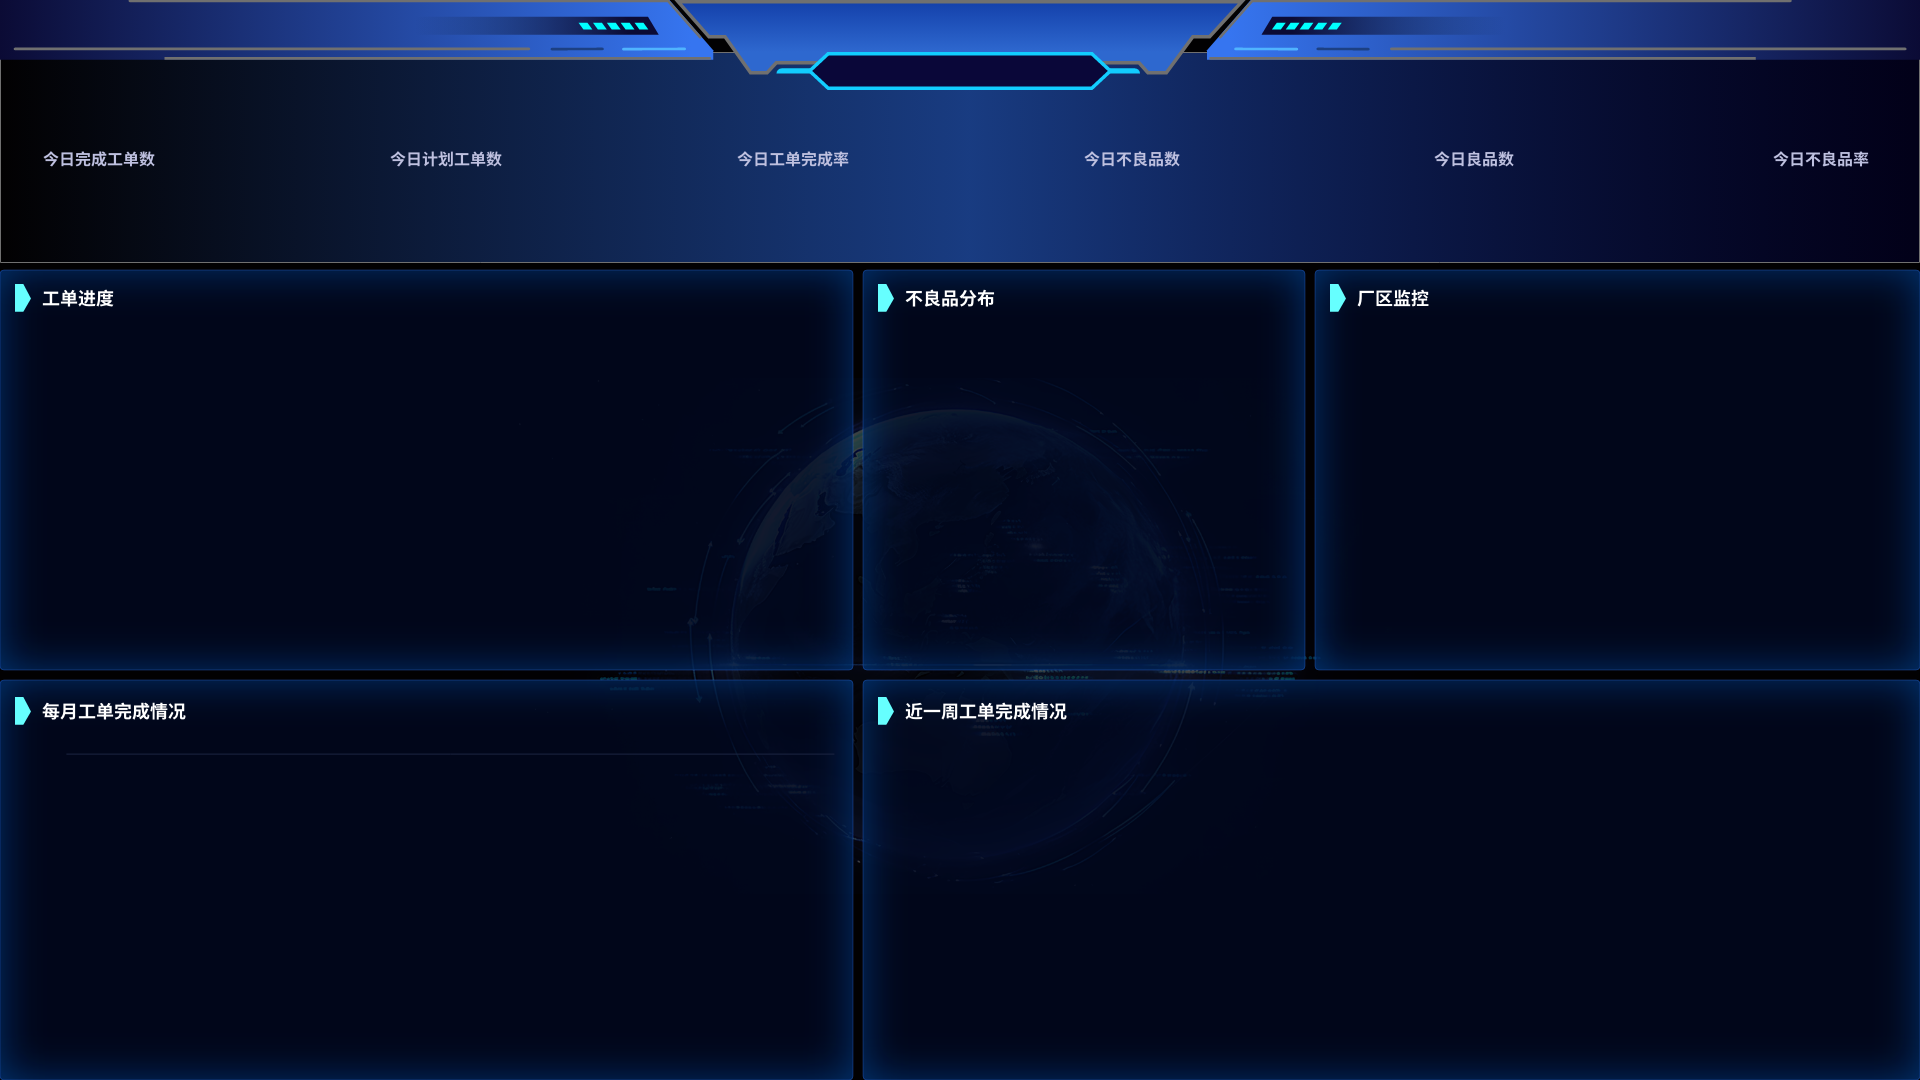 今日完成工单数
今日计划工单数
今日工单完成率
今日不良品数
今日良品数
今日不良品率
工单进度
不良品分布
厂区监控
每月工单完成情况
近一周工单完成情况